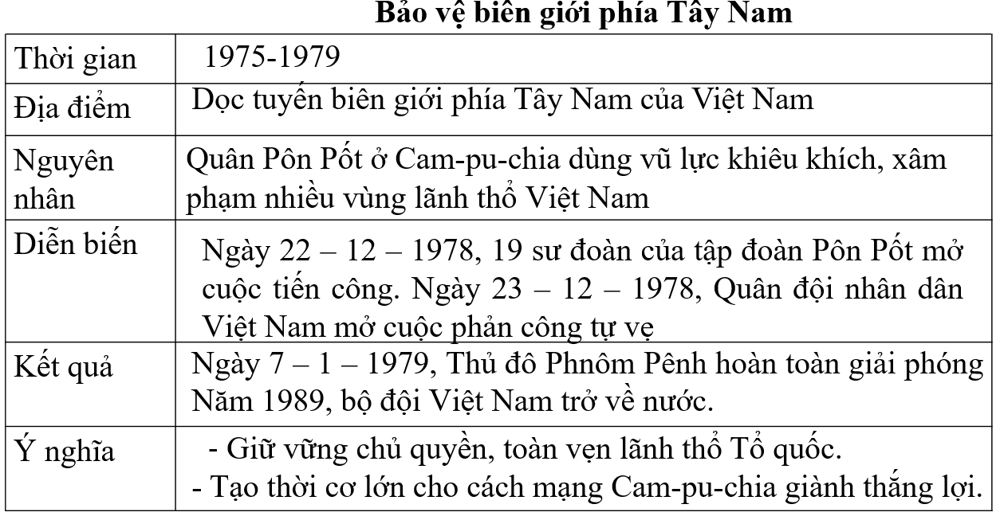 Bảo vệ biên giới phía Tây Nam
Thời gian
1975-1979
Địa điểm
Dọc tuyến biên giới phía Tây Nam của Việt Nam
Nguyên
nhân
Quân Pôn Pốt ở Cam-pu-chia dùng vũ lực khiêu khích, xâm
phạm nhiều vùng lãnh thổ Việt Nam
Diễn biến
Ngày 22 – 12 – 1978, 19 sư đoàn của tập đoàn Pôn Pốt mở
cuộc tiến công. Ngày 23 – 12 – 1978, Quân đội nhân dân
Việt Nam mở cuộc phản công tự vẹ
Kết quả
Ngày 7 – 1 – 1979, Thủ đô Phnôm Pênh hoàn toàn giải phóng
Năm 1989, bộ đội Việt Nam trở về nước.
Ý nghĩa
- Giữ vững chủ quyền, toàn vẹn lãnh thổ Tổ quốc.
- Tạo thời cơ lớn cho cách mạng Cam-pu-chia giành thắng lợi.